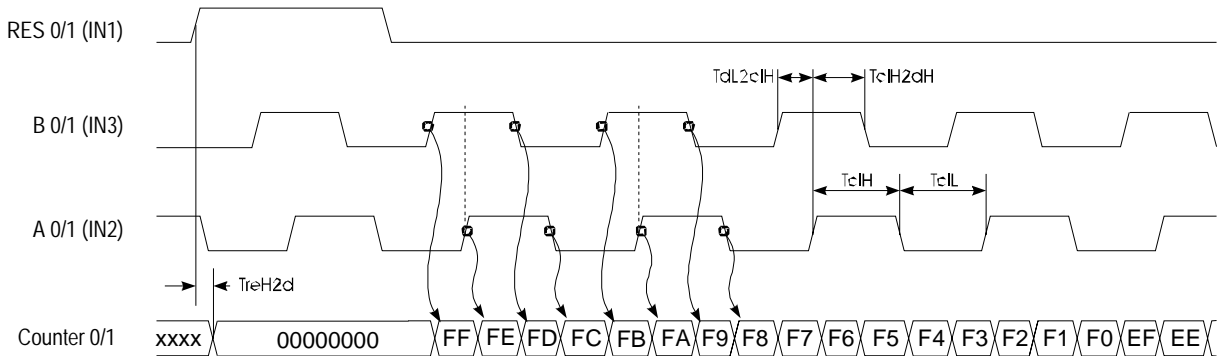 RES 0/1 (IN1)
TdL2clH
TclH2dH
B 0/1 (IN3)
TclH
TclL
A 0/1 (IN2)
TreH2d
Counter 0/1
xxxx
00000000
FF
FE
FD
FC
FB
FA
F9
F8
F7
F6
F5
F4
F3
F2
F1
F0
EF
EE